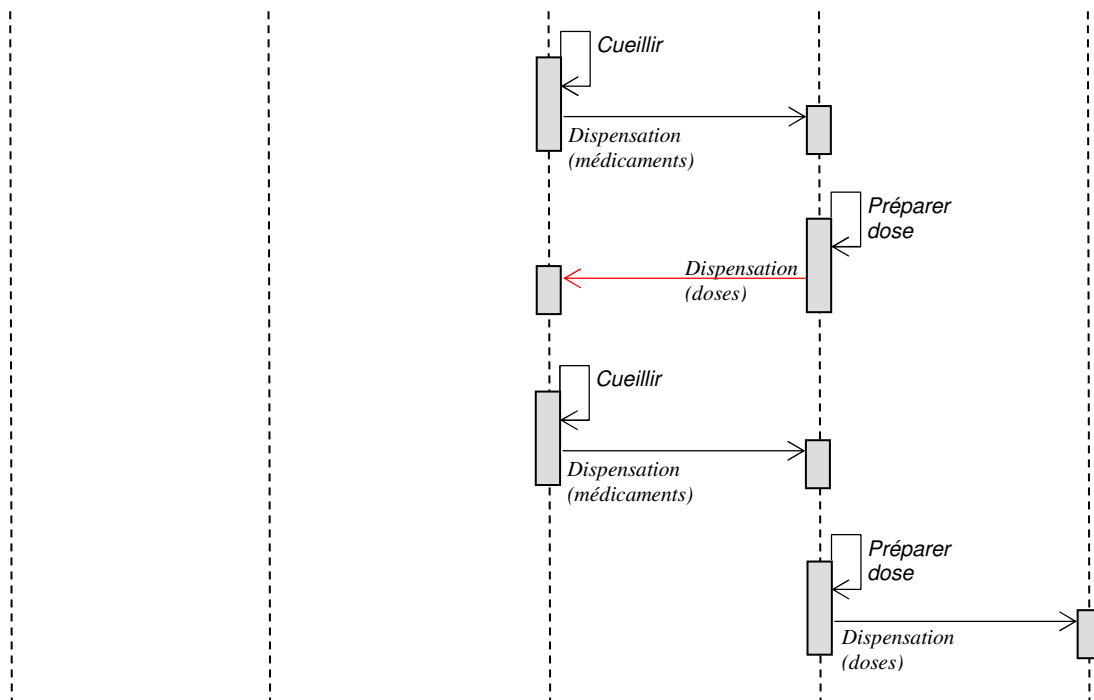 Cueillir
Dispensation
(médicaments)
Préparer
dose
Dispensation
(doses)
Cueillir
Dispensation
(médicaments)
Préparer
dose
Dispensation
(doses)